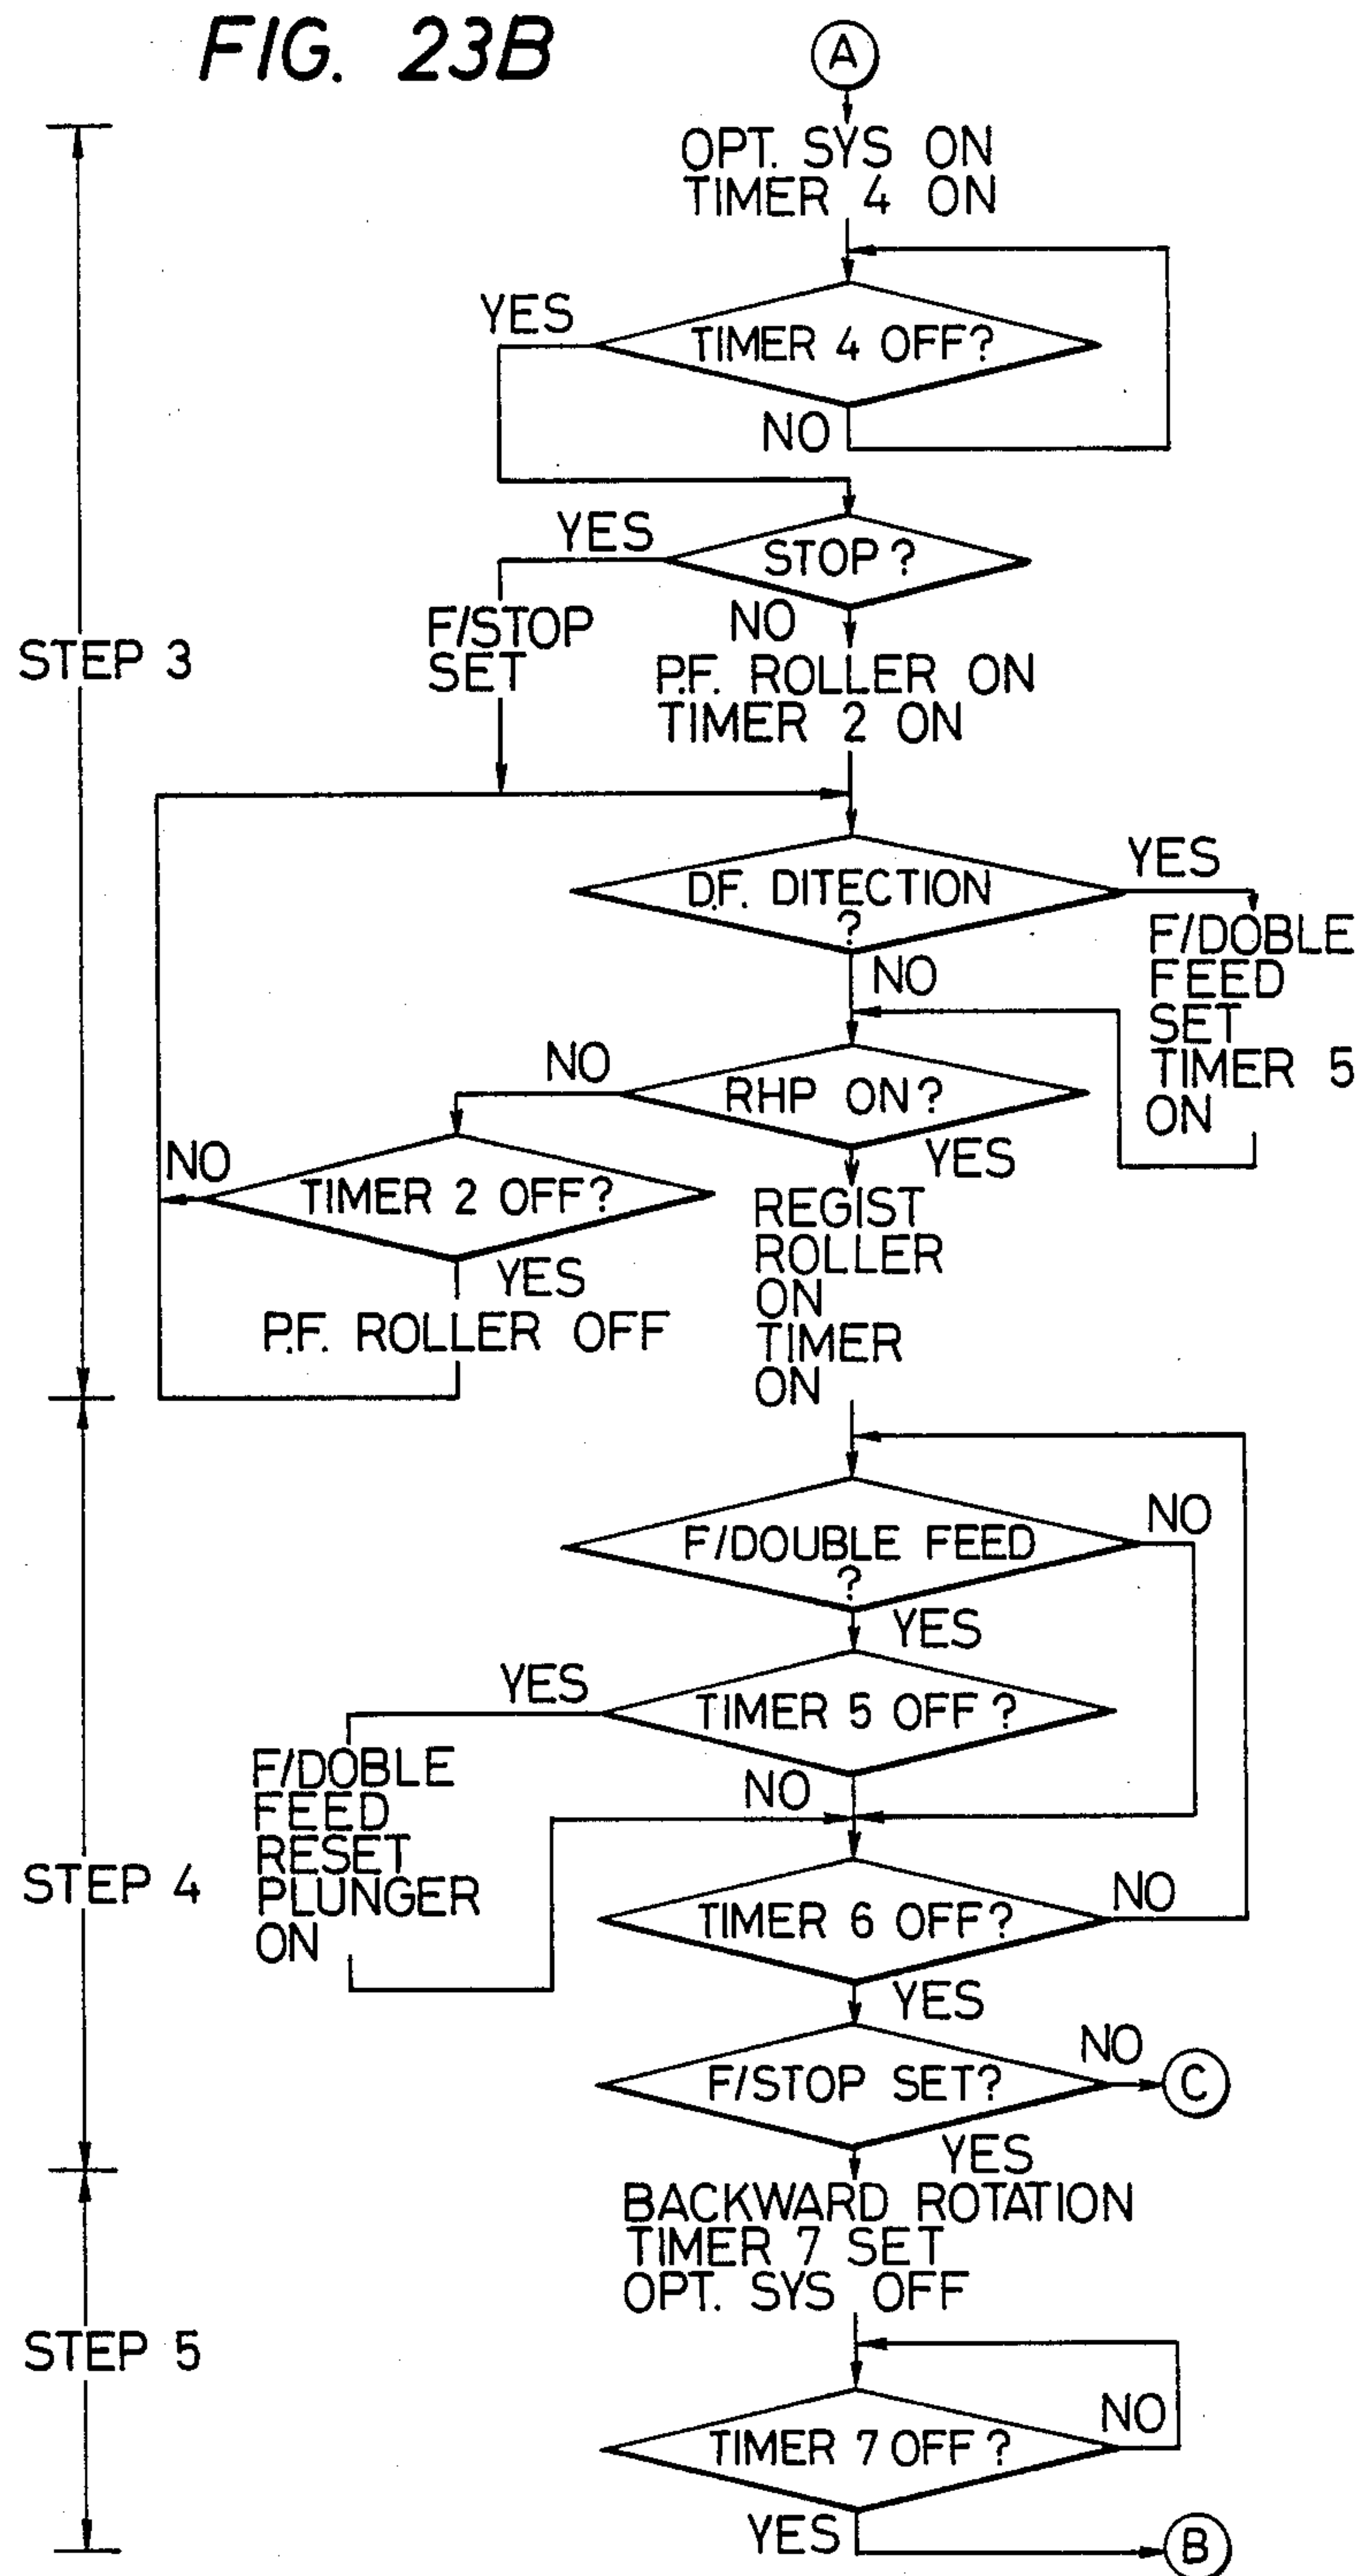 FIG. 23B
A
OPT. SYS ON
TIMER 4 ON
YES
TIMER 4 OFF?
NO
YES
STOP?
F/STOP
SET
NO
STEP 3
P.F. ROLLER ON
TIMER 2 ON
D.F. DITECTION
?
YES
F/DOBLE
FEED
SET
TIMER 5
ON
NO
NO
RHP ON?
YES
NO
TIMER 2 OFF?
YES
P.F. ROLLER OFF
REGIST
ROLLER
ON
TIMER
ON
F/DOUBLE FEED
?
NO
YES
YES
TIMER 5 OFF?
F/DOBLE
FEED
RESET
PLUNGER
ON
NO
STEP 4
TIMER 6 OFF?
NO
YES
F/STOP SET?
NO
C
YES
BACKWARD ROTATION
TIMER 7 SET
OPT. SYS OFF
STEP 5
TIMER 7 OFF?
NO
YES
B